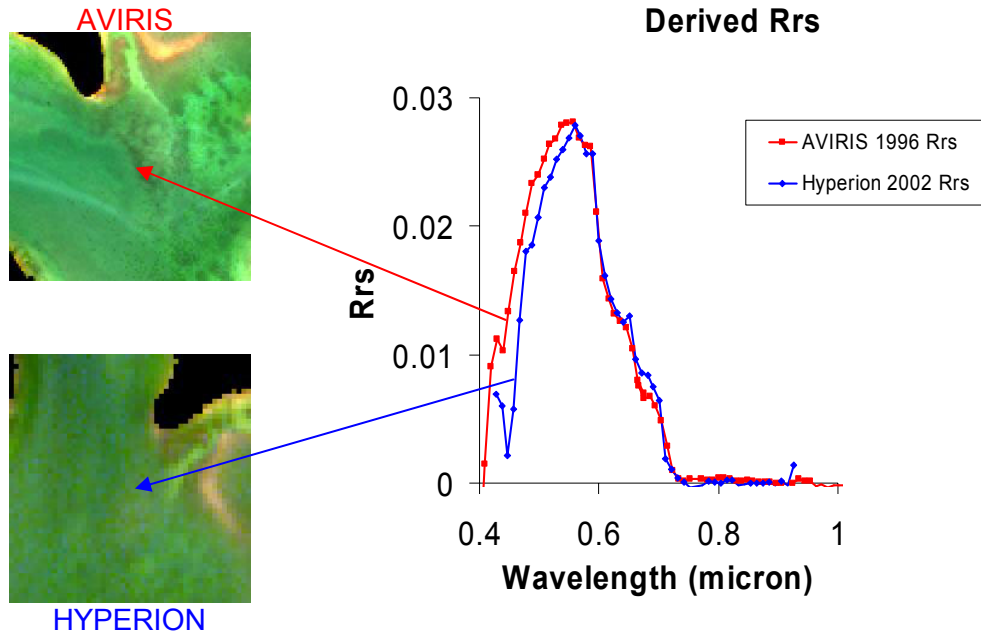 AVIRIS
Derived Rrs
0.03
0.02
0.01
0
Rrs
AVIRIS 1996 Rrs
Hyperion 2002 Rrs
0.4
0.6
0.8
1
Wavelength (micron)
HYPERION